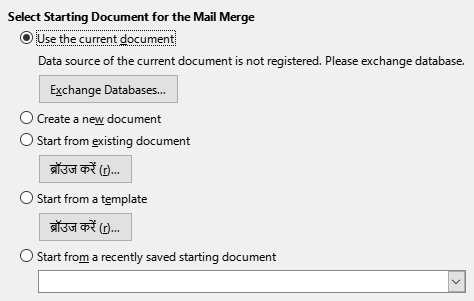 Select Starting Document for the Mail Merge
Use the current document
Data source of the current document is not registered. Please exchange database.
Exchange Databases...
Create a new document
Start from existing document
ब्रॉउज करें (r)...
Start from a template
ब्रॉउज करें (r)...
Start from a recently saved starting document